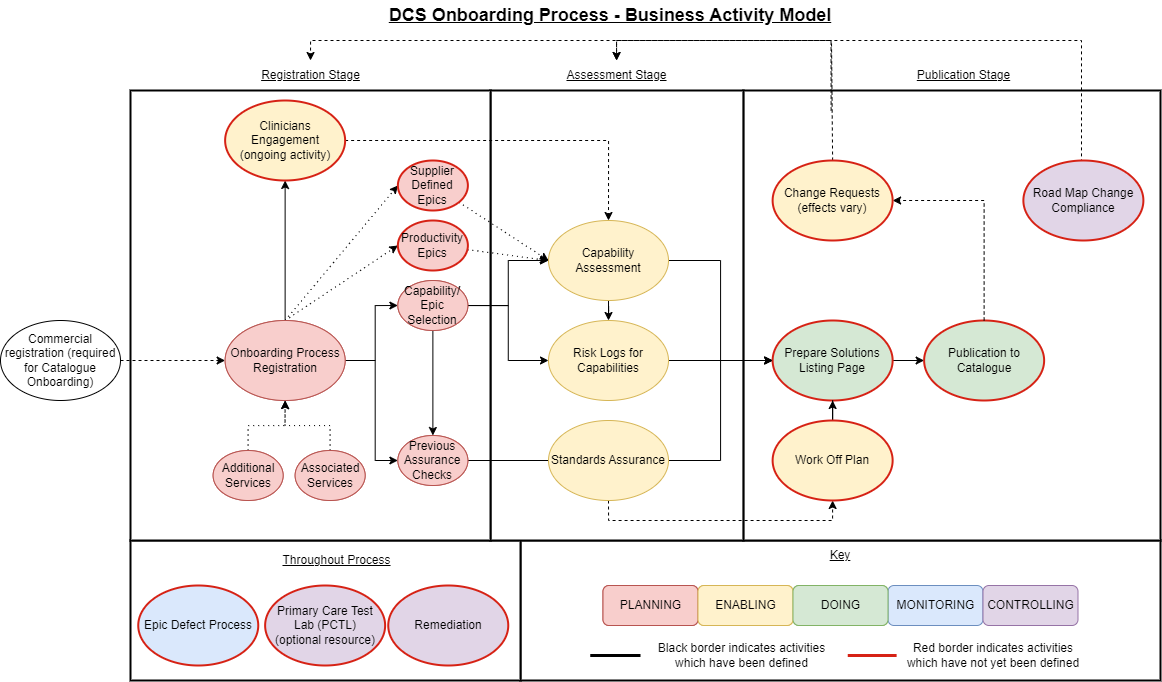 DCS Onboarding Process - Business Activity Model
Registration Stage
Assessment Stage
Publication Stage
Clinicians
Engagement
(ongoing activity)
Supplier
Defined
Epics
Productivity
Epics
Capability/
Epic
Selection
Commercial
registration (required
for Catalogue
Onboarding)
Onboarding Process
Registration
Previous
Assurance
Checks
Additional
Services
Associated
Services
Capability
Assessment
Risk Logs for
Capabilities
Standards Assurance
Change Requests
(effects vary)
Road Map Change
Compliance
Prepare Solutions
Listing Page
Publication to
Catalogue
Work Off Plan
Throughout Process
Epic Defect Process
Primary Care Test
Lab (PCTL)
(optional resource)
Remediation
Key
PLANNING
ENABLING
DOING
MONITORING
CONTROLLING
Black border indicates activities
which have been defined
Red border indicates activities
which have not yet been defined